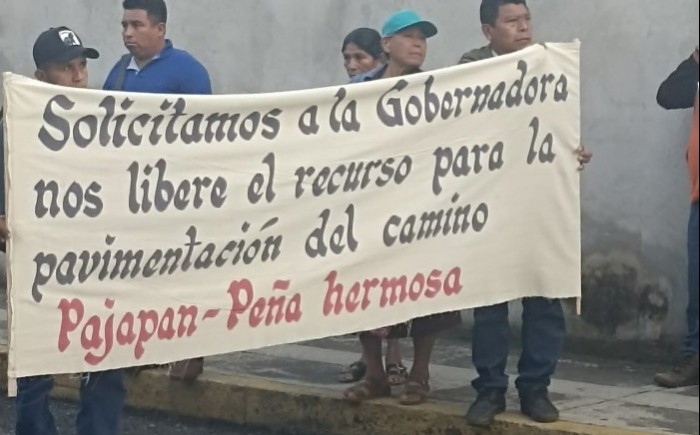 Solicitamos a la Gobernadora
nos libere el recurso para la
pavimentación del camino
Pajapan-Peña hermosa